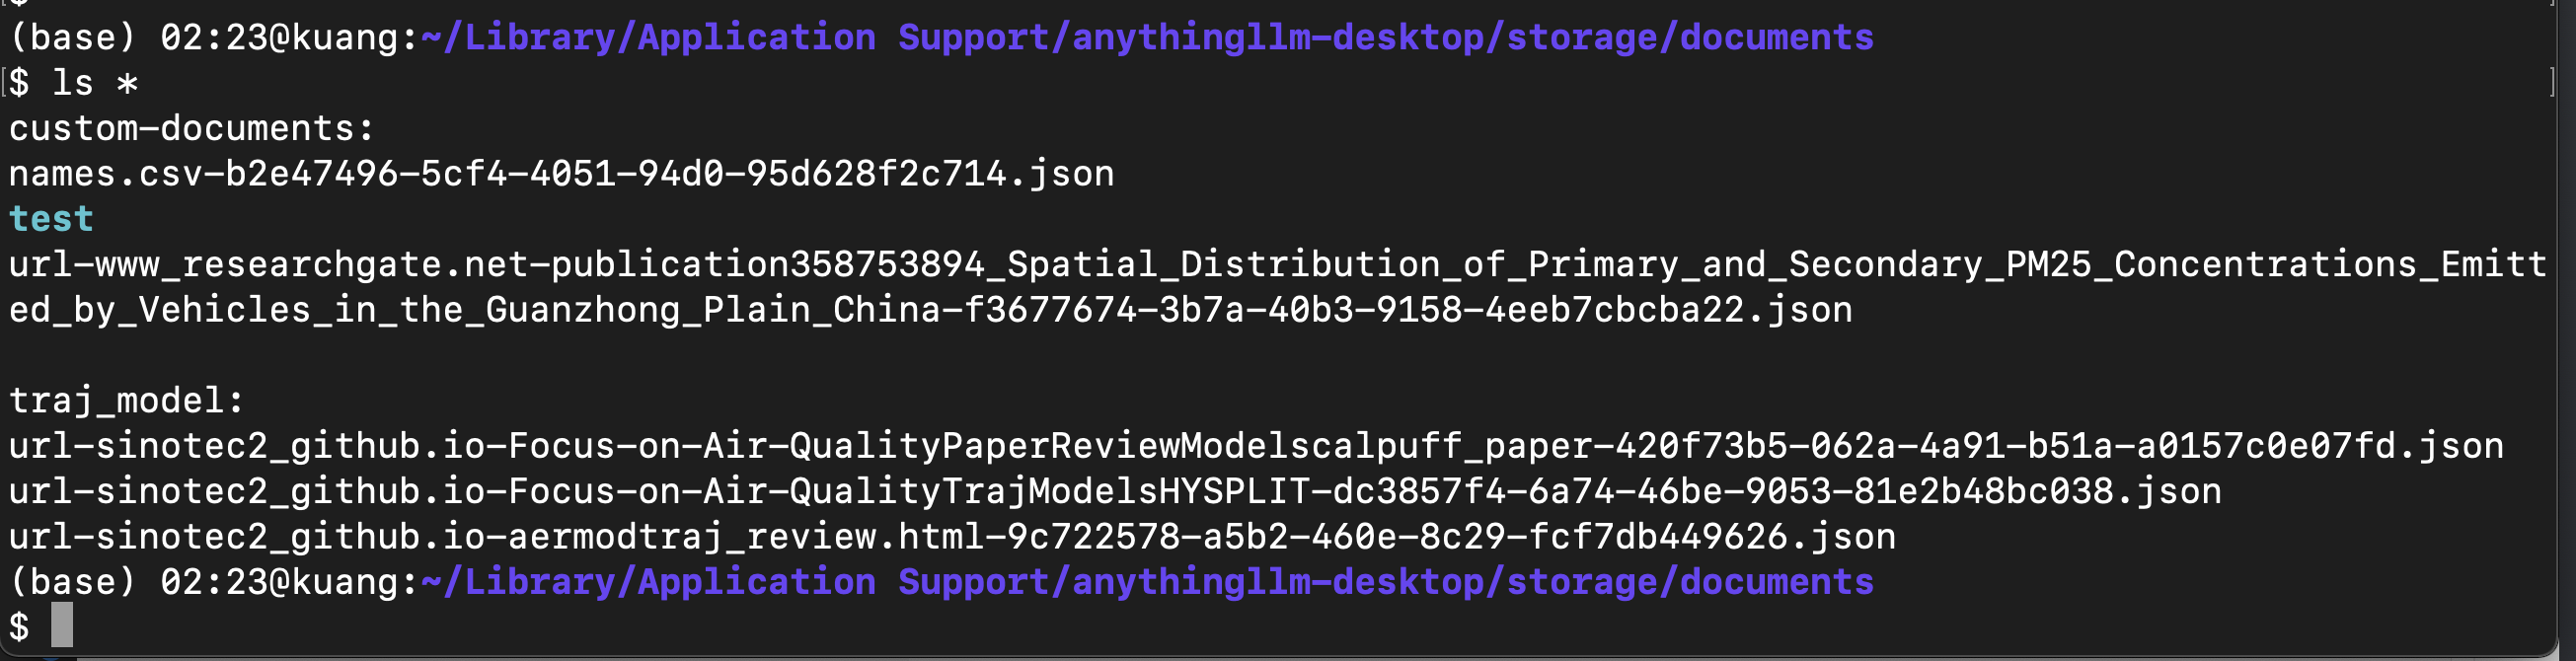 (base) 02:23@kuang:~/Library/Application Support/anythingllm-desktop/storage/documents
[$ ls * ]
custom-documents:
names.csv-b2e47496-5cf4-4051-94d0-95d628f2c714.json
test
url-www_researchgate.net-publication358753894_Spatial_Distribution_of_Primary_and_Secondary_PM25_Concentrations_Emitt
ed_by_Vehicles_in_the_Guanzhong_Plain_China-f3677674-3b7a-40b3-9158-4eeb7cbcba22.json
traj_model:
url-sinotec2_github.io-Focus-on-Air-QualityPaperReviewModelscalpuff_paper-420f73b5-062a-4a91-b51a-a0157c0e07fd.json
url-sinotec2_github.io-Focus-on-Air-QualityTrajModelsHYSPLIT-dc3857f4-6a74-46be-9053-81e2b48bc038.json
url-sinotec2_github.io-aermodtraj_review.html-9c722578-a5b2-460e-8c29-fcf7db449626.json
(base) 02:23@kuang:~/Library/Application Support/anythingllm-desktop/storage/documents
$